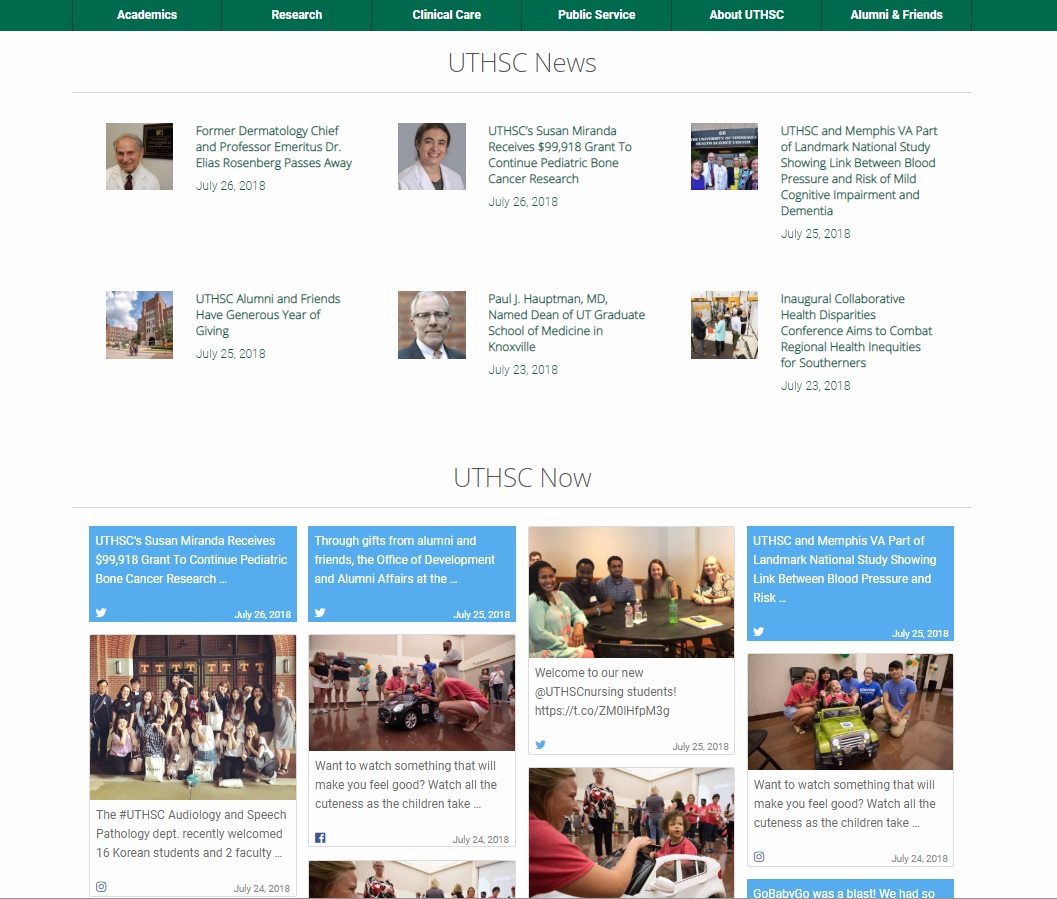 Academics Research Clinical Care Public Service About UTHSC Alumni & Friends
UTHSC News
Former Dermatology Chief
and Professor Emeritus Dr.
Elias Rosenberg Passes Away
July 26, 2018
UTHSC's Susan Miranda
Receives $99,918 Grant To
Continue Pediatric Bone
Cancer Research
July 26, 2018
UTHSC and Memphis VA Part
of Landmark National Study
Showing Link Between Blood
Pressure and Risk of Mild
Cognitive Impairment and
Dementia
July 25, 2018
UTHSC Alumni and Friends
Have Generous Year of
Giving
July 25, 2018
Paul J. Hauptman, MD,
Named Dean of UT Graduate
School of Medicine in
Knoxville
July 23, 2018
Inaugural Collaborative
Health Disparities
Conference Aims to Combat
Regional Health Inequities
for Southerners
July 23, 2018
UTHSC Now
UTHSC's Susan Miranda Receives
$99,918 Grant To Continue Pediatric
Bone Cancer Research ...
July 26, 2018
The #UTHSC Audiology and Speech
Pathology dept. recently welcomed
16 Korean students and 2 faculty ...
July 24, 2018
Through gifts from alumni and
friends, the Office of Development
and Alumni Affairs at the ...
July 25, 2018
Want to watch something that will
make you feel good? Watch all the
cuteness as the children take ...
July 24, 2018
Welcome to our new
@UTHSCnursing students!
https://t.co/ZM0lHfpM3g
July 25, 2018
UTHSC and Memphis VA Part of
Landmark National Study Showing
Link Between Blood Pressure and
Risk ...
July 25, 2018
Want to watch something that will
make you feel good? Watch all the
cuteness as the children take ...
July 24, 2018
GoBabyGo was a blast! We had so